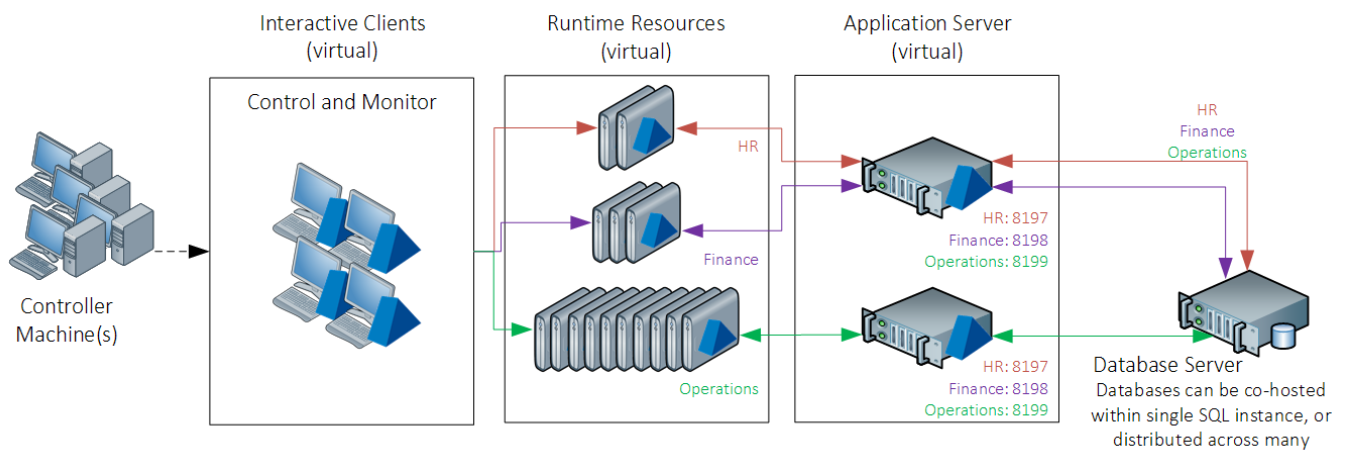 Interactive Clients
(virtual)
Runtime Resources
(virtual)
Application Server
(virtual)
Control and Monitor
HR
Finance
Operations
HR
Finance
HR: 8197
Finance: 8198
Operations: 8199
Controller
Machine(s)
Operations
HR: 8197
Finance: 8198
Operations: 8199
Database Server
Databases can be co-hosted
within single SQL instance, or
distributed across many